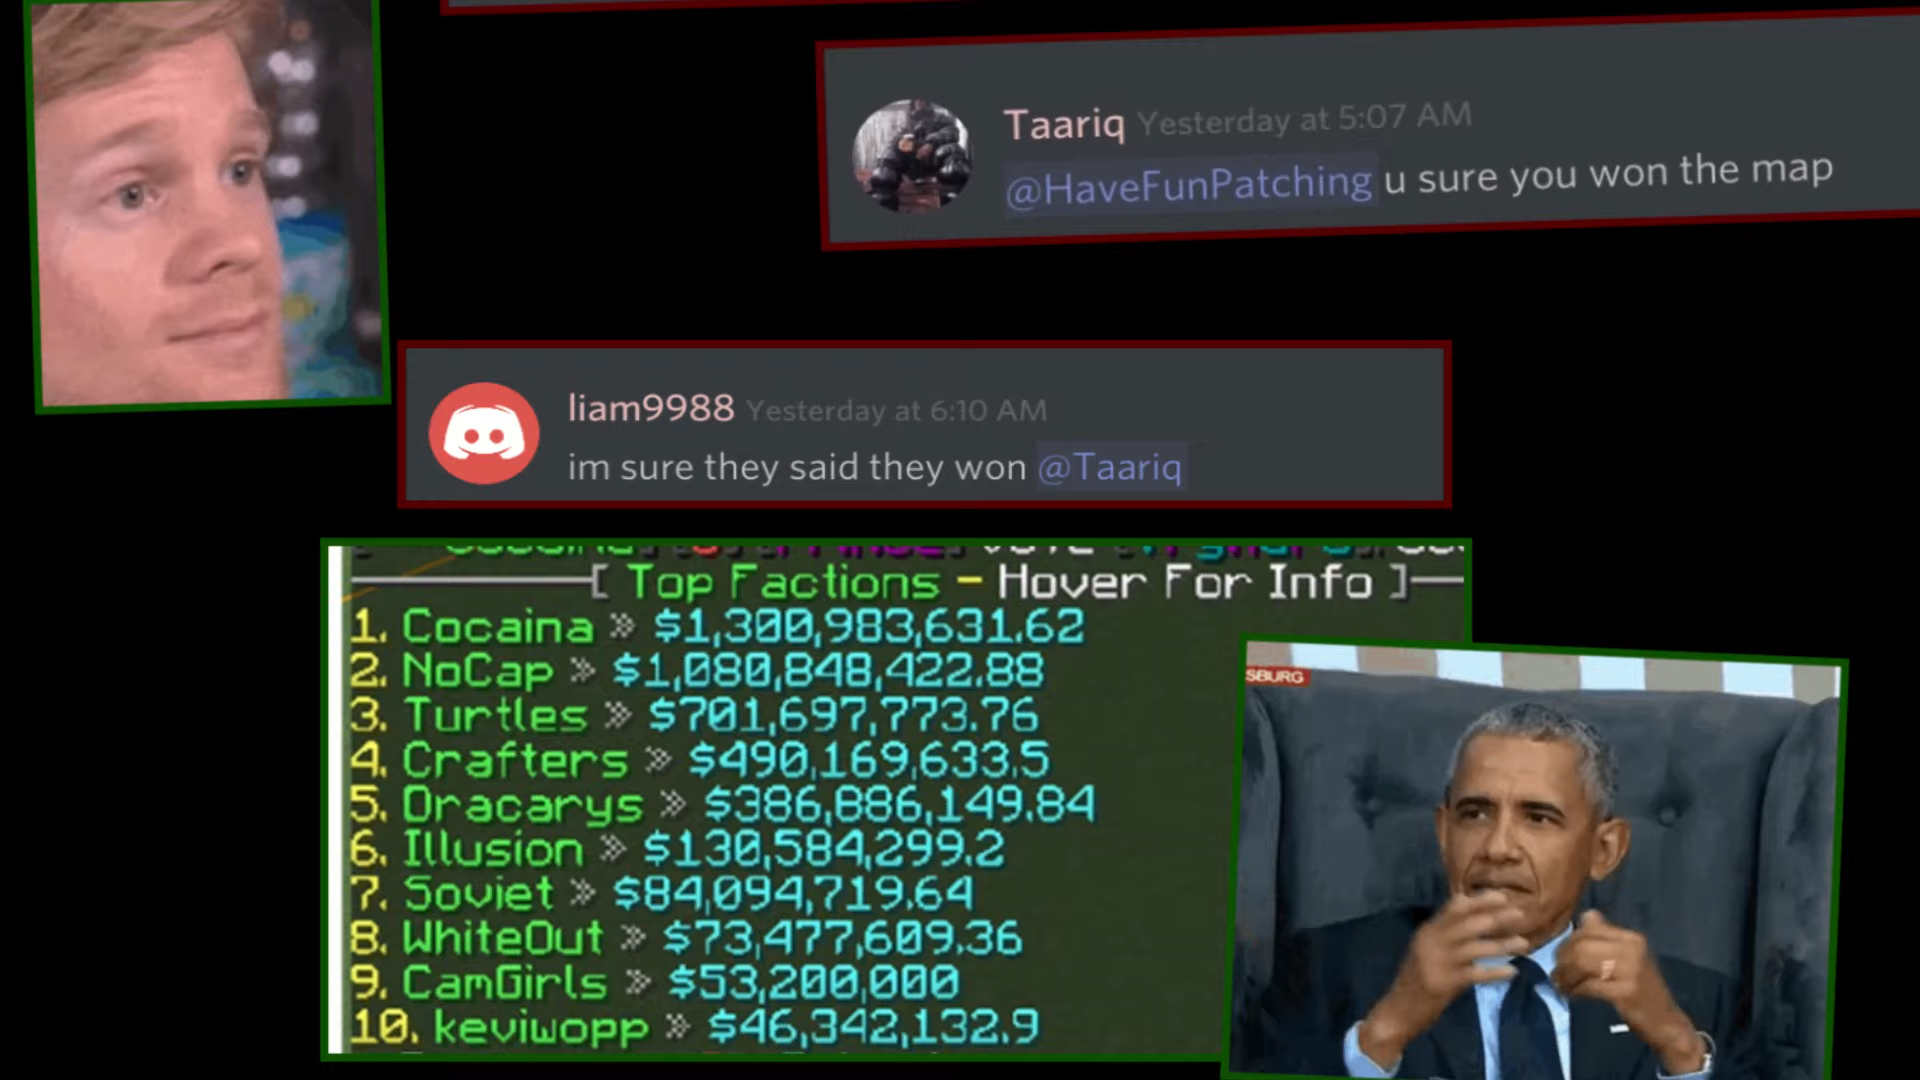 Taariq Yesterday at 5:07 AM
@HaveFunPatching u sure you won the map
liam9988 Yesterday at 6:10 AM
im sure they said they won @Taariq
[ Top Factions - Hover For Info ]
1. Cocaina » $1,300,983,631.62
2. NoCap » $1,080,848,422.88
3. Turtles » $701,697,773.76
4. Crafters » $490,169,633.5
5. Dracarys » $386,886,149.84
6. Illusion » $130,584,299.2
7. Soviet » $84,094,719.64
8. WhiteOut » $73,477,609.36
9. CamGirls » $53,200,000
10. keviwopp » $46,342,132.9
SBURG